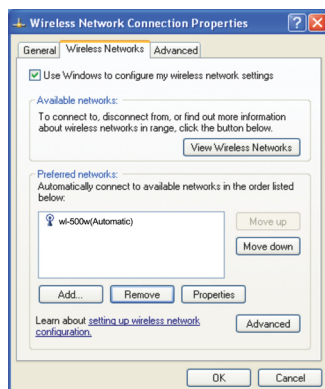 Wireless Network Connection Properties
General Wireless Networks Advanced
Use Windows to configure my wireless network settings
Available networks:
To connect to, disconnect from, or find out more information
about wireless networks in range, click the button below.
View Wireless Networks
Preferred networks:
Automatically connect to available networks in the order listed
below:
wl-500w(Automatic)
Move up
Move down
Add... Remove Properties
Learn about setting up wireless network
configuration.
Advanced
OK Cancel